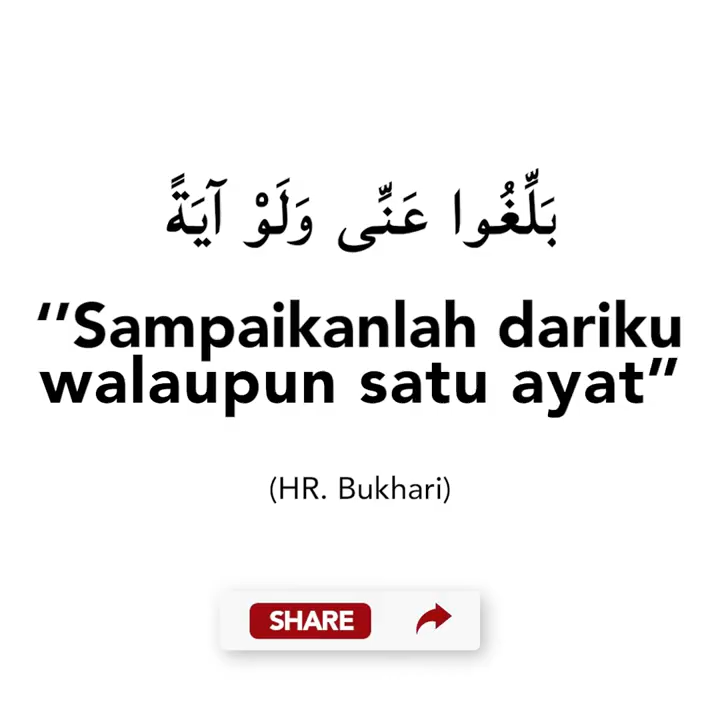 بَلِّغُوا عَنِّى وَلَوْ آيَةً
‘‘Sampaikanlah dariku
walaupun satu ayat”
(HR. Bukhari)
SHARE